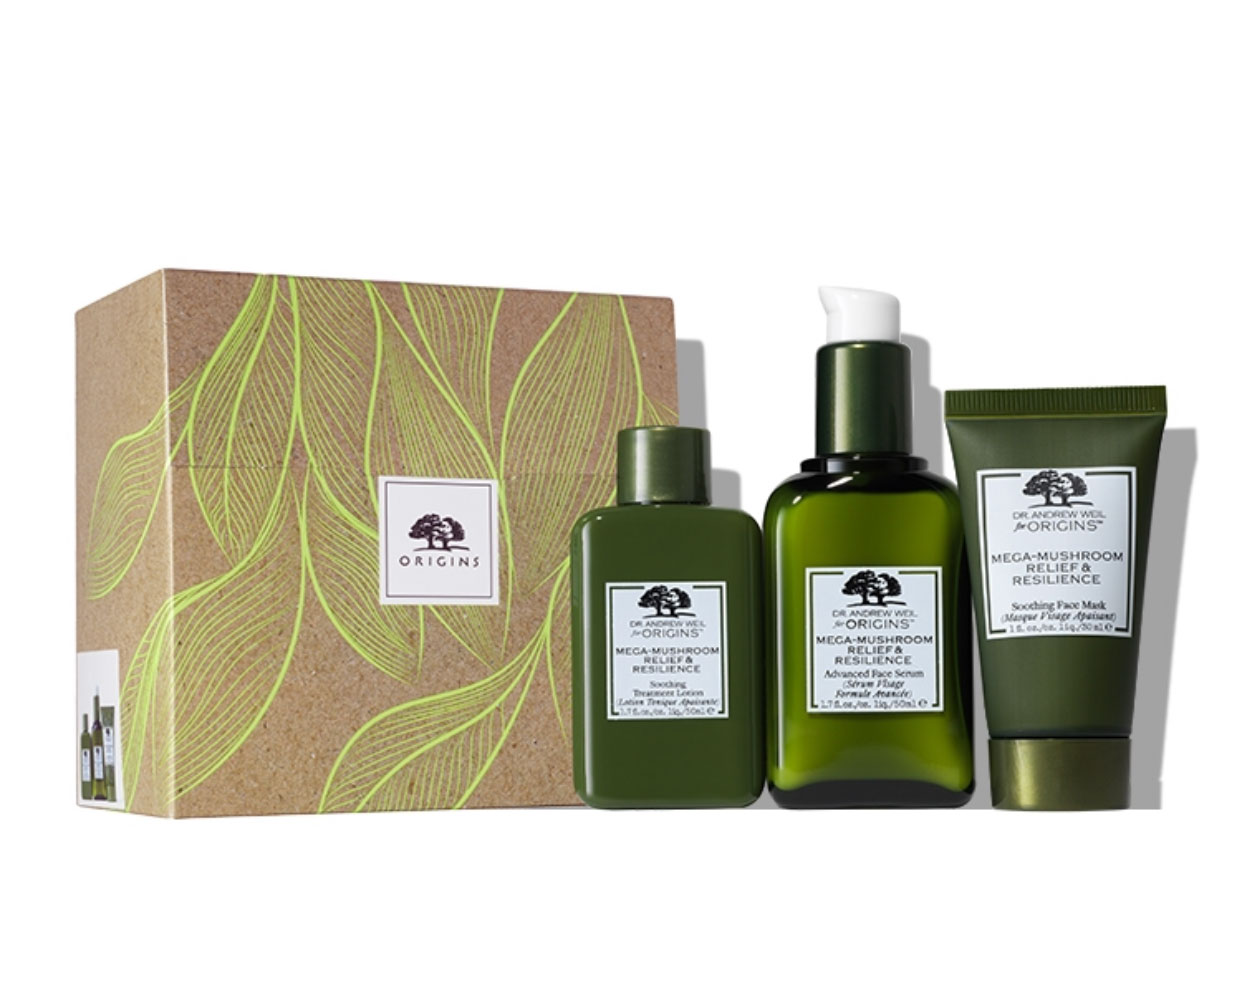 ORIGINS
DR. ANDREW WEIL
for ORIGINS™
MEGA-MUSHROOM
RELIEF &
RESILIENCE
Soothing
Treatment Lotion
(Lotion Tonique Apaisante)
1.7 fl.oz./oz. liq./50ml ℮
DR. ANDREW WEIL
for ORIGINS™
MEGA-MUSHROOM
RELIEF &
RESILIENCE
Advanced Face Serum
(Sérum Visage
Formule Avancée)
1.7 fl.oz./oz. liq./50ml ℮
DR. ANDREW WEIL
for ORIGINS™
MEGA-MUSHROOM
RELIEF &
RESILIENCE
Soothing Face Mask
(Masque Visage Apaisant)
1 fl. oz./oz. liq./30ml ℮